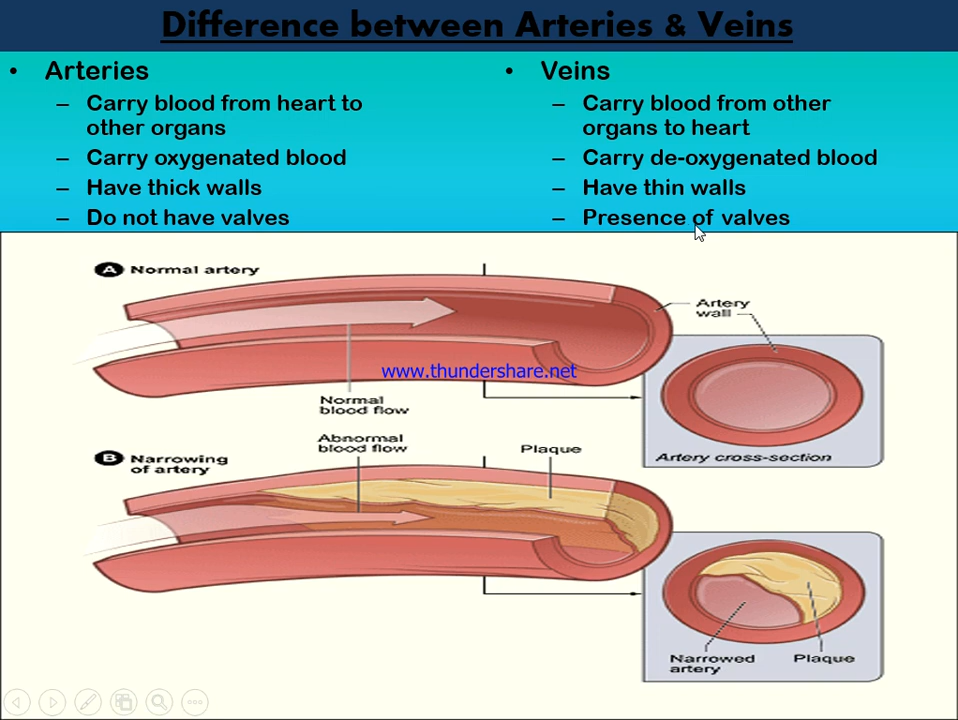 Difference between Arteries & Veins
• Arteries
– Carry blood from heart to
other organs
– Carry oxygenated blood
– Have thick walls
– Do not have valves
• Veins
– Carry blood from other
organs to heart
– Carry de-oxygenated blood
– Have thin walls
– Presence of valves
A Normal artery
Artery
wall
www.thundershare.net
Normal
blood flow
Artery cross-section
B Narrowing
of artery
Abnormal
blood flow
Plaque
Narrowed
artery
Plaque